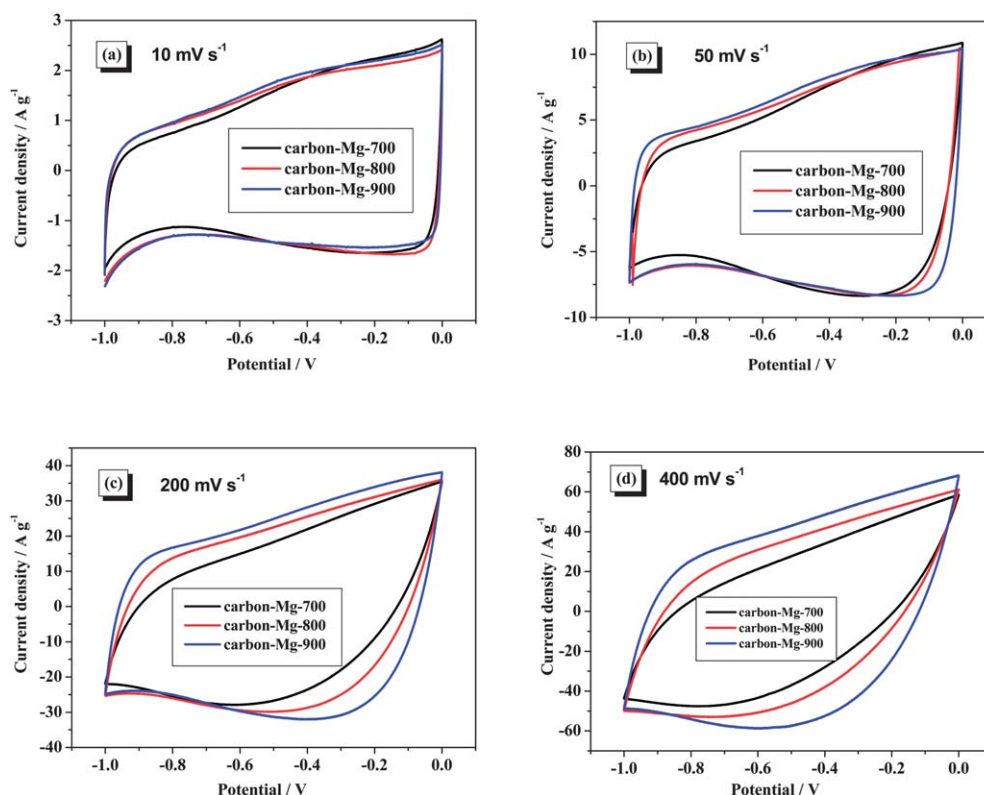 (a) 10 mV s⁻¹
3
2
1
0
-1
-2
-3
Current density / A g⁻¹
carbon-Mg-700
carbon-Mg-800
carbon-Mg-900
-1.0 -0.8 -0.6 -0.4 -0.2 0.0
Potential / V
(b) 50 mV s⁻¹
10
5
0
-5
-10
Current density / A g⁻¹
carbon-Mg-700
carbon-Mg-800
carbon-Mg-900
-1.0 -0.8 -0.6 -0.4 -0.2 0.0
Potential / V
(c) 200 mV s⁻¹
40
30
20
10
0
-10
-20
-30
-40
Current density / A g⁻¹
carbon-Mg-700
carbon-Mg-800
carbon-Mg-900
-1.0 -0.8 -0.6 -0.4 -0.2 0.0
Potential / V
(d) 400 mV s⁻¹
80
60
40
20
0
-20
-40
-60
Current density / A g⁻¹
carbon-Mg-700
carbon-Mg-800
carbon-Mg-900
-1.0 -0.8 -0.6 -0.4 -0.2 0.0
Potential / V